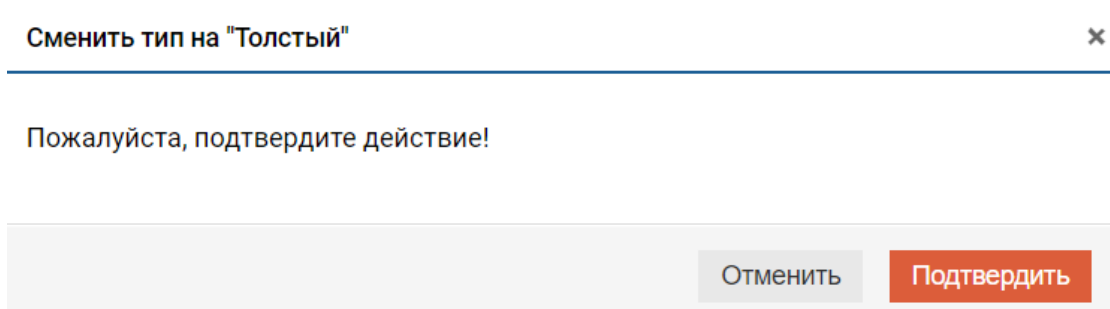 Сменить тип на "Толстый"
Пожалуйста, подтвердите действие!
Отменить Подтвердить